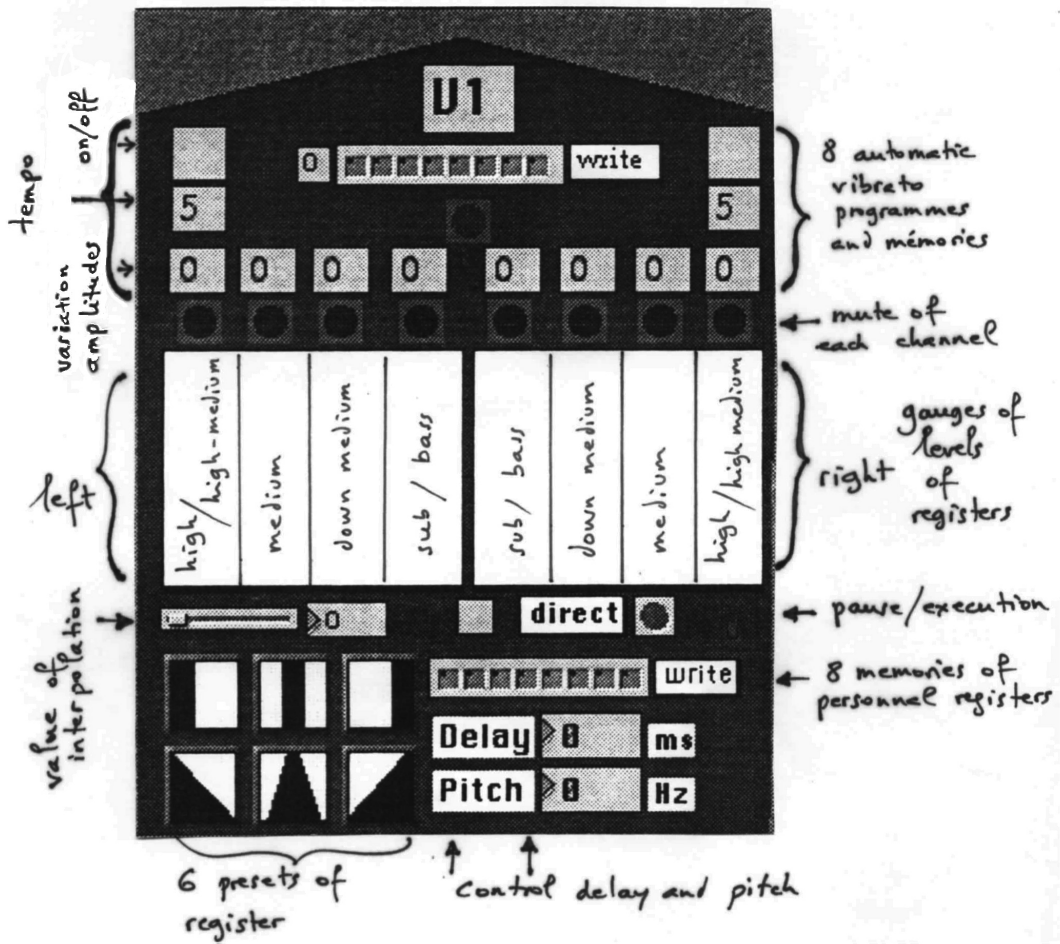 V1
on/off
tempo
0
write
5
5
8 automatic
vibrato
programmes
and mémories
variation
amplitudes
0 0 0 0 0 0 0 0
mute of
each channel
left
high/high-medium
medium
down medium
sub / bass
sub / bass
down medium
medium
high/high medium
right
gauges of
levels
of
registers
value of
interpolation
0
direct
pause/execution
write
8 memories of
personnel registers
Delay 0 ms
Pitch 0 Hz
6 presets of
register
control delay and pitch